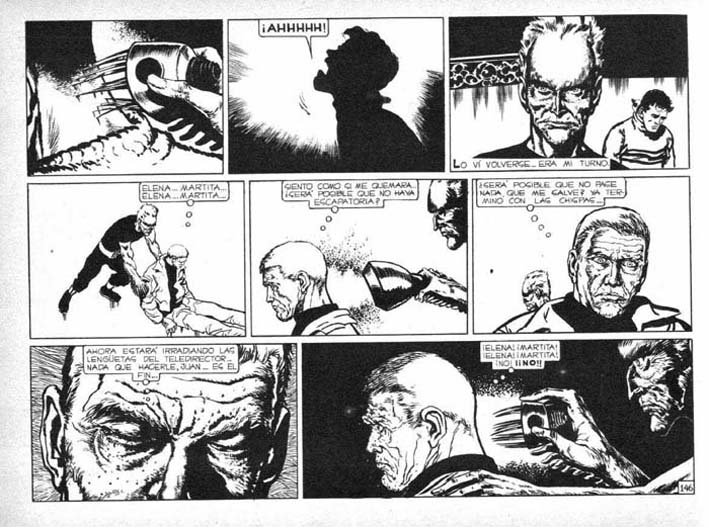 ¡AHHHHH!
LO VÍ VOLVERSE... ERA MI TURNO.
ELENA... MARTITA...
ELENA... MARTITA...
SIENTO COMO SI ME QUEMARA...
¿SERÁ POSIBLE QUE NO HAYA
ESCAPATORIA?
¿SERÁ POSIBLE QUE NO PASE
NADA QUE ME SALVE? YA TER-
MINÓ CON LAS CHISPAS...
AHORA ESTARÁ IRRADIANDO LAS
LENGÜETAS DEL TELEDIRECTOR...
NADA QUE HACERLE, JUAN... ES EL
FIN...
¡ELENA! ¡MARTITA!
¡ELENA! ¡MARTITA!
¡NO! ¡¡NO!!
146